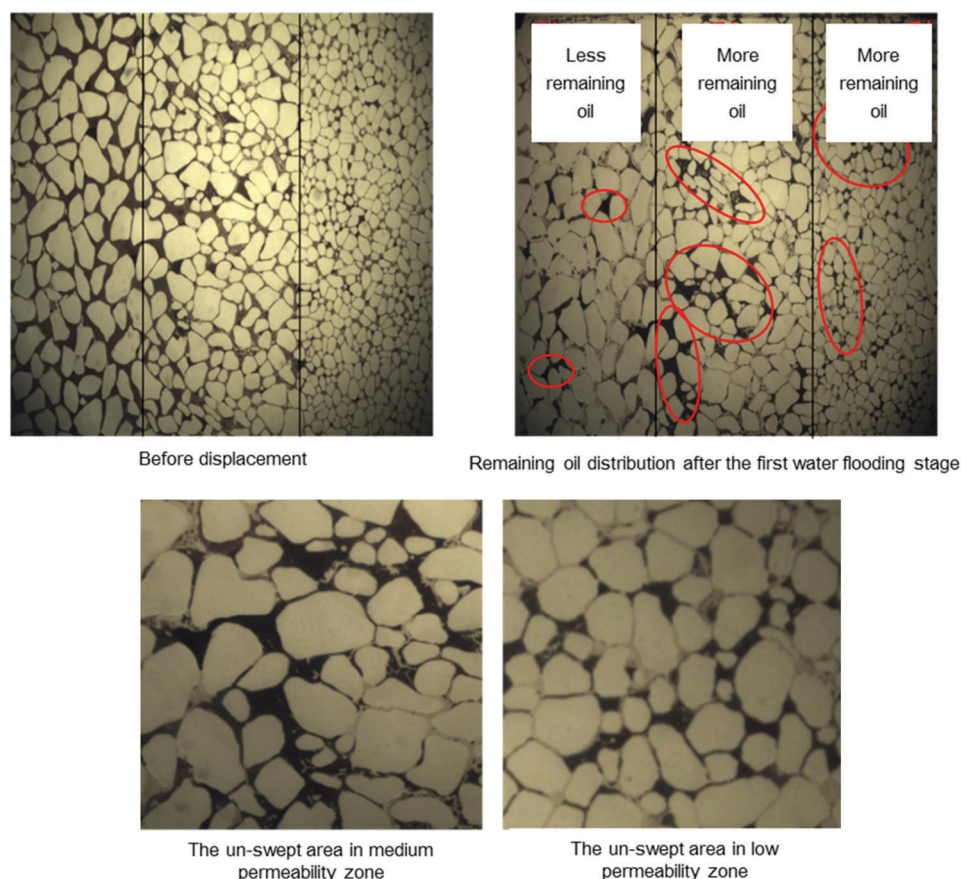 Less
remaining
oil
More
remaining
oil
More
remaining
oil
Before displacement
Remaining oil distribution after the first water flooding stage
The un-swept area in medium
permeability zone
The un-swept area in low
permeability zone